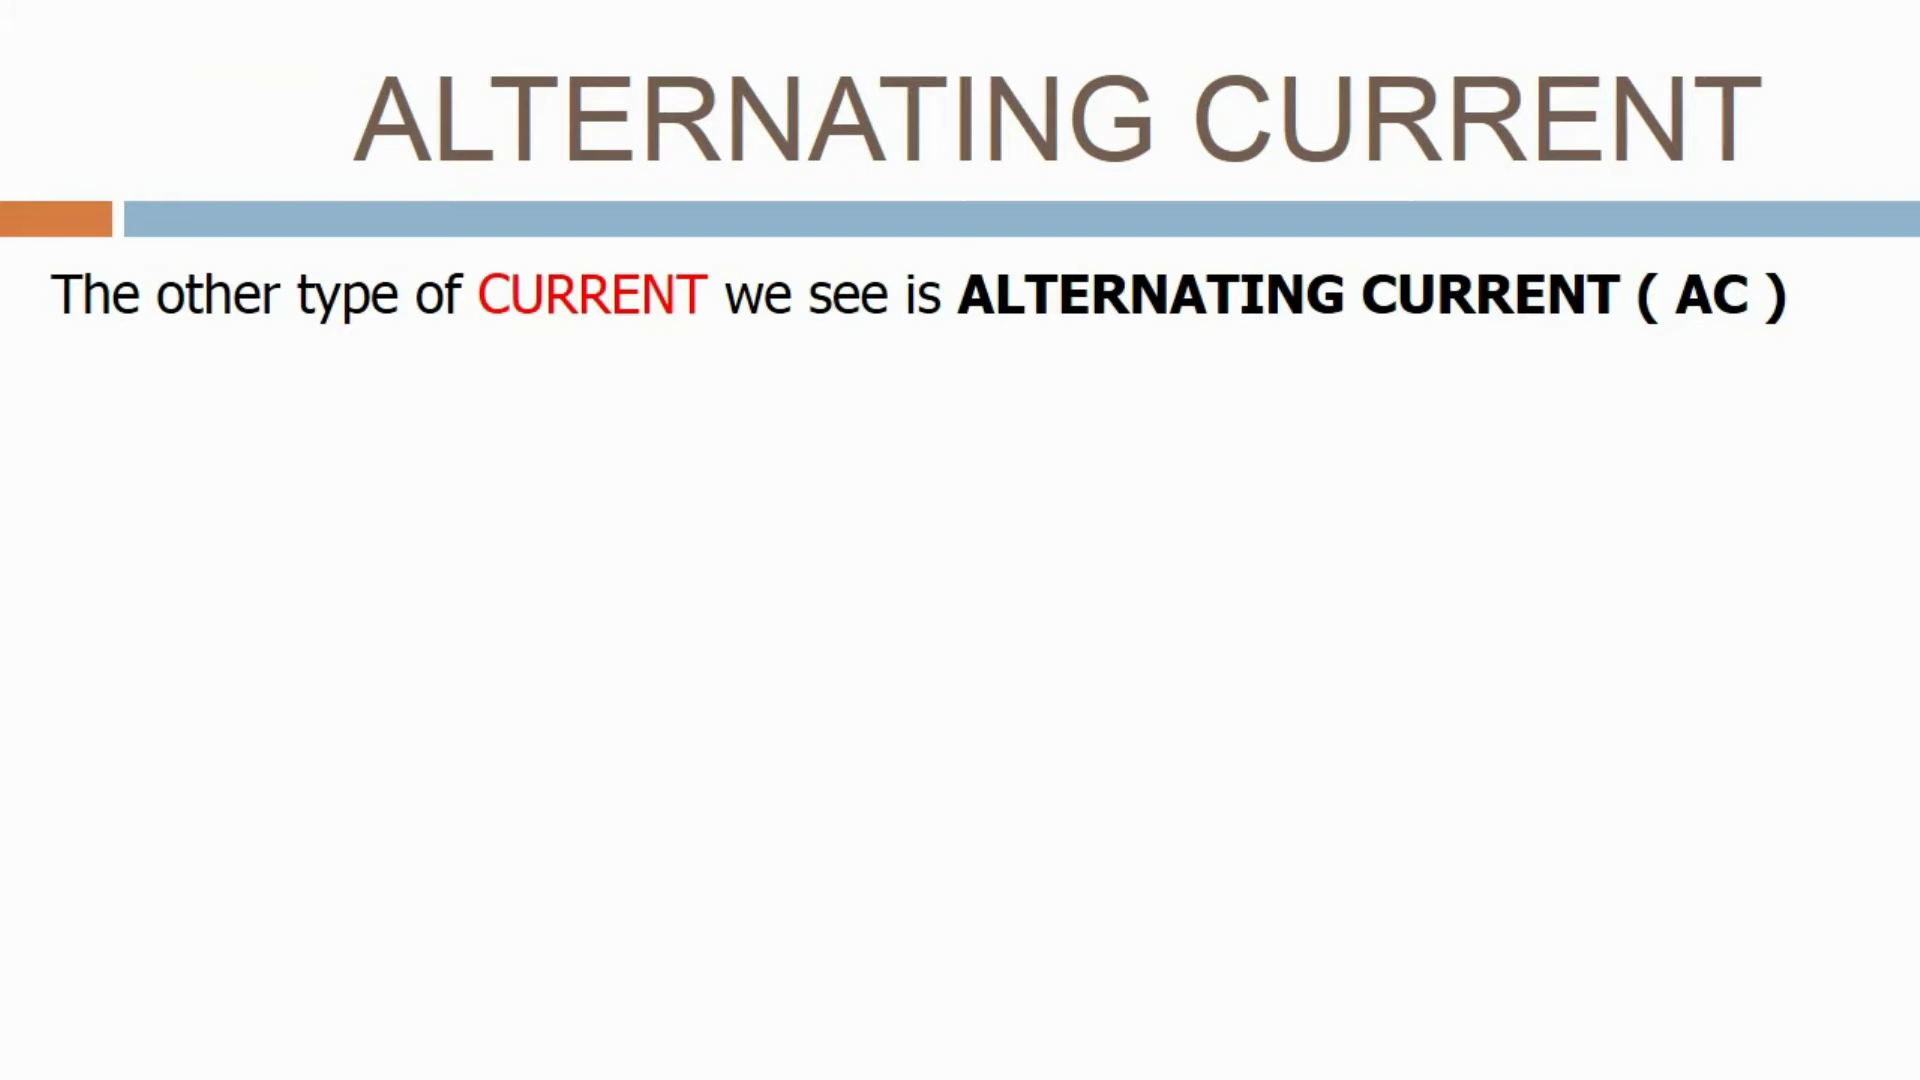 ALTERNATING CURRENT
The other type of CURRENT we see is ALTERNATING CURRENT ( AC )